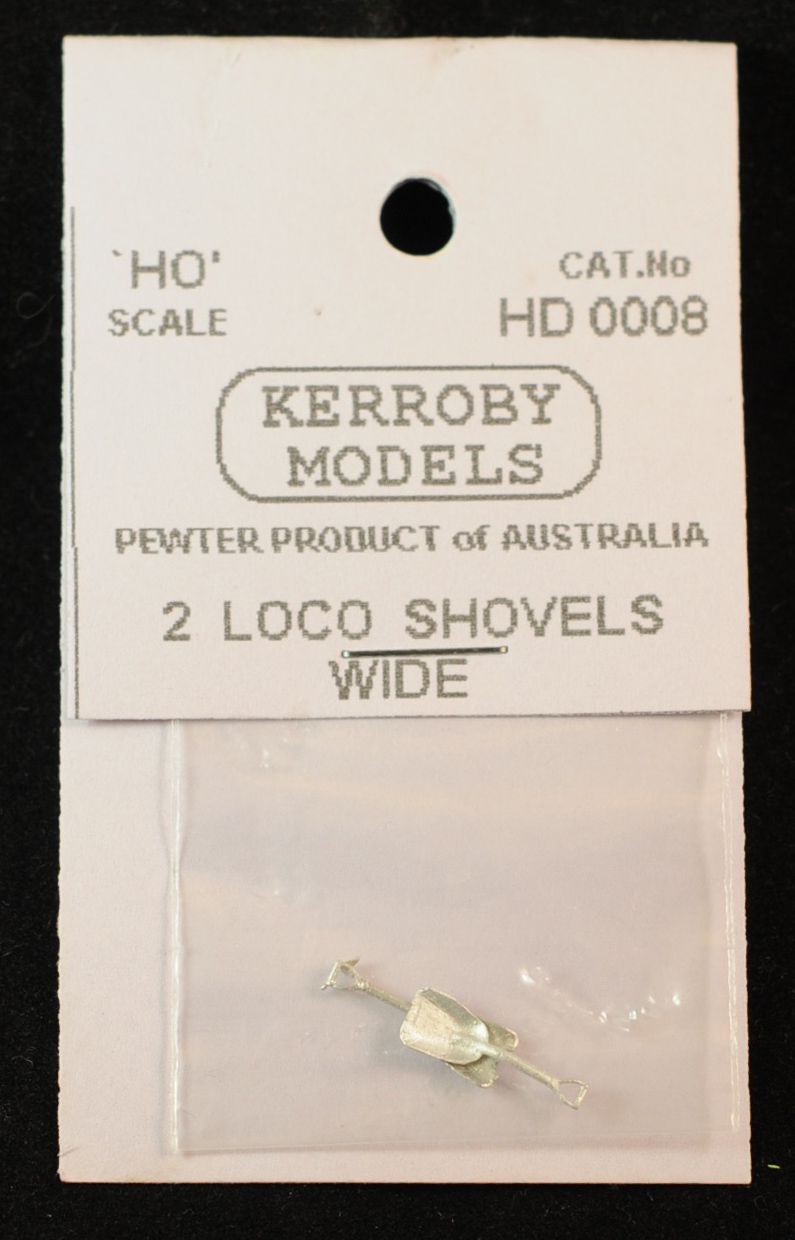 `HO'
SCALE
CAT.No
HD 0008
KERROBY
MODELS
PEWTER PRODUCT of AUSTRALIA
2 LOCO SHOVELS
WIDE